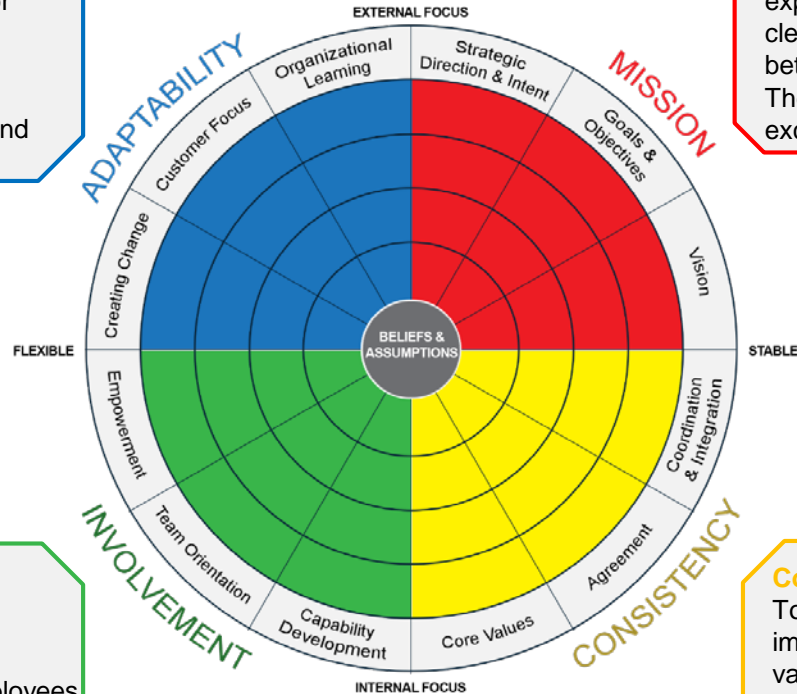 EXTERNAL FOCUS
ADAPTABILITY
Organizational
Learning
Customer Focus
Creating Change
MISSION
Strategic
Direction & Intent
Goals &
Objectives
Vision
FLEXIBLE
BELIEFS &
ASSUMPTIONS
STABLE
Empowerment
Team Orientation
Capability
Development
INVOLVEMENT
Coordination
& Integration
Agreement
Core Values
CONSISTENCY
INTERNAL FOCUS
exp
cle
bet
Th
exc
nd
Co
To
im
va
ployees